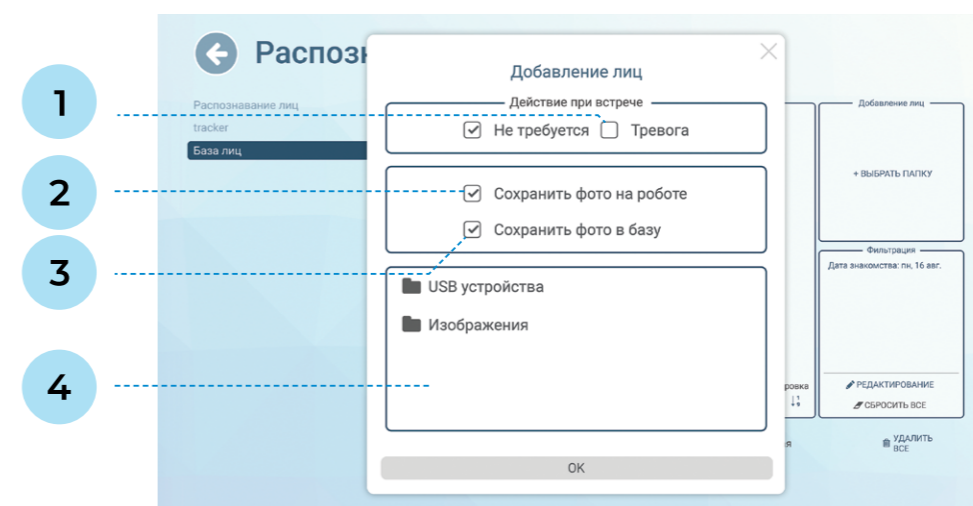 Распозн
Распознавание лиц
tracker
База лиц
Добавление лиц
Действие при встрече
Не требуется Тревога
Сохранить фото на роботе
Сохранить фото в базу
USB устройства
Изображения
OK
Добавление лиц
+ ВЫБРАТЬ ПАПКУ
Фильтрация
Дата знакомства: пн, 16 авг.
РЕДАКТИРОВАНИЕ
СБРОСИТЬ ВСЕ
ровка
я
УДАЛИТЬ
ВСЕ
1
2
3
4